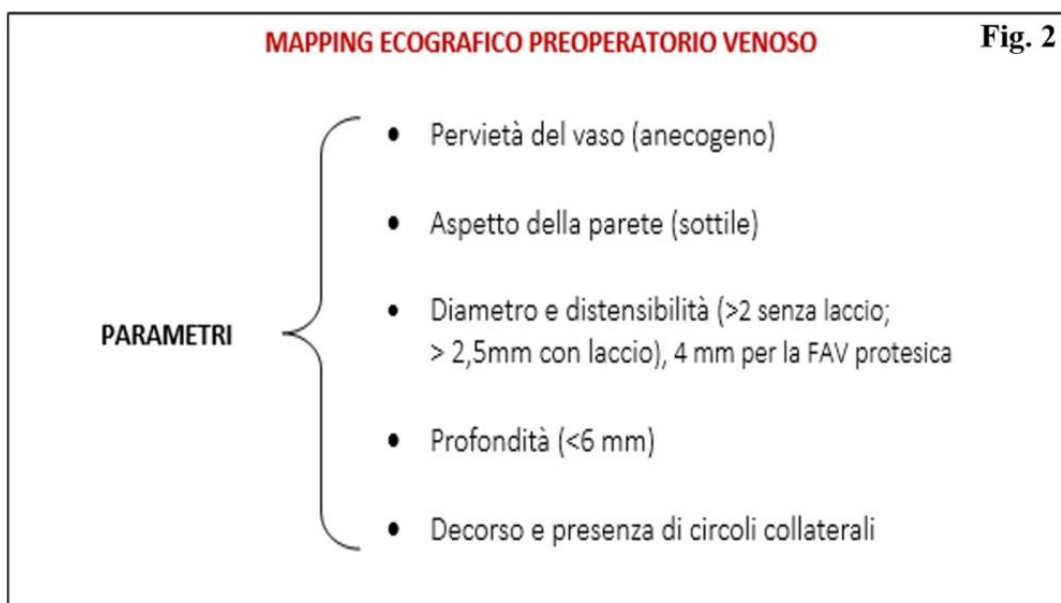 MAPPING ECOGRAFICO PREOPERATORIO VENOSO
Fig. 2
PARAMETRI
• Pervietà del vaso (anecogeno)
• Aspetto della parete (sottile)
• Diametro e distensibilità (>2 senza laccio;
> 2,5mm con laccio), 4 mm per la FAV protesica
• Profondità (<6 mm)
• Decorso e presenza di circoli collaterali